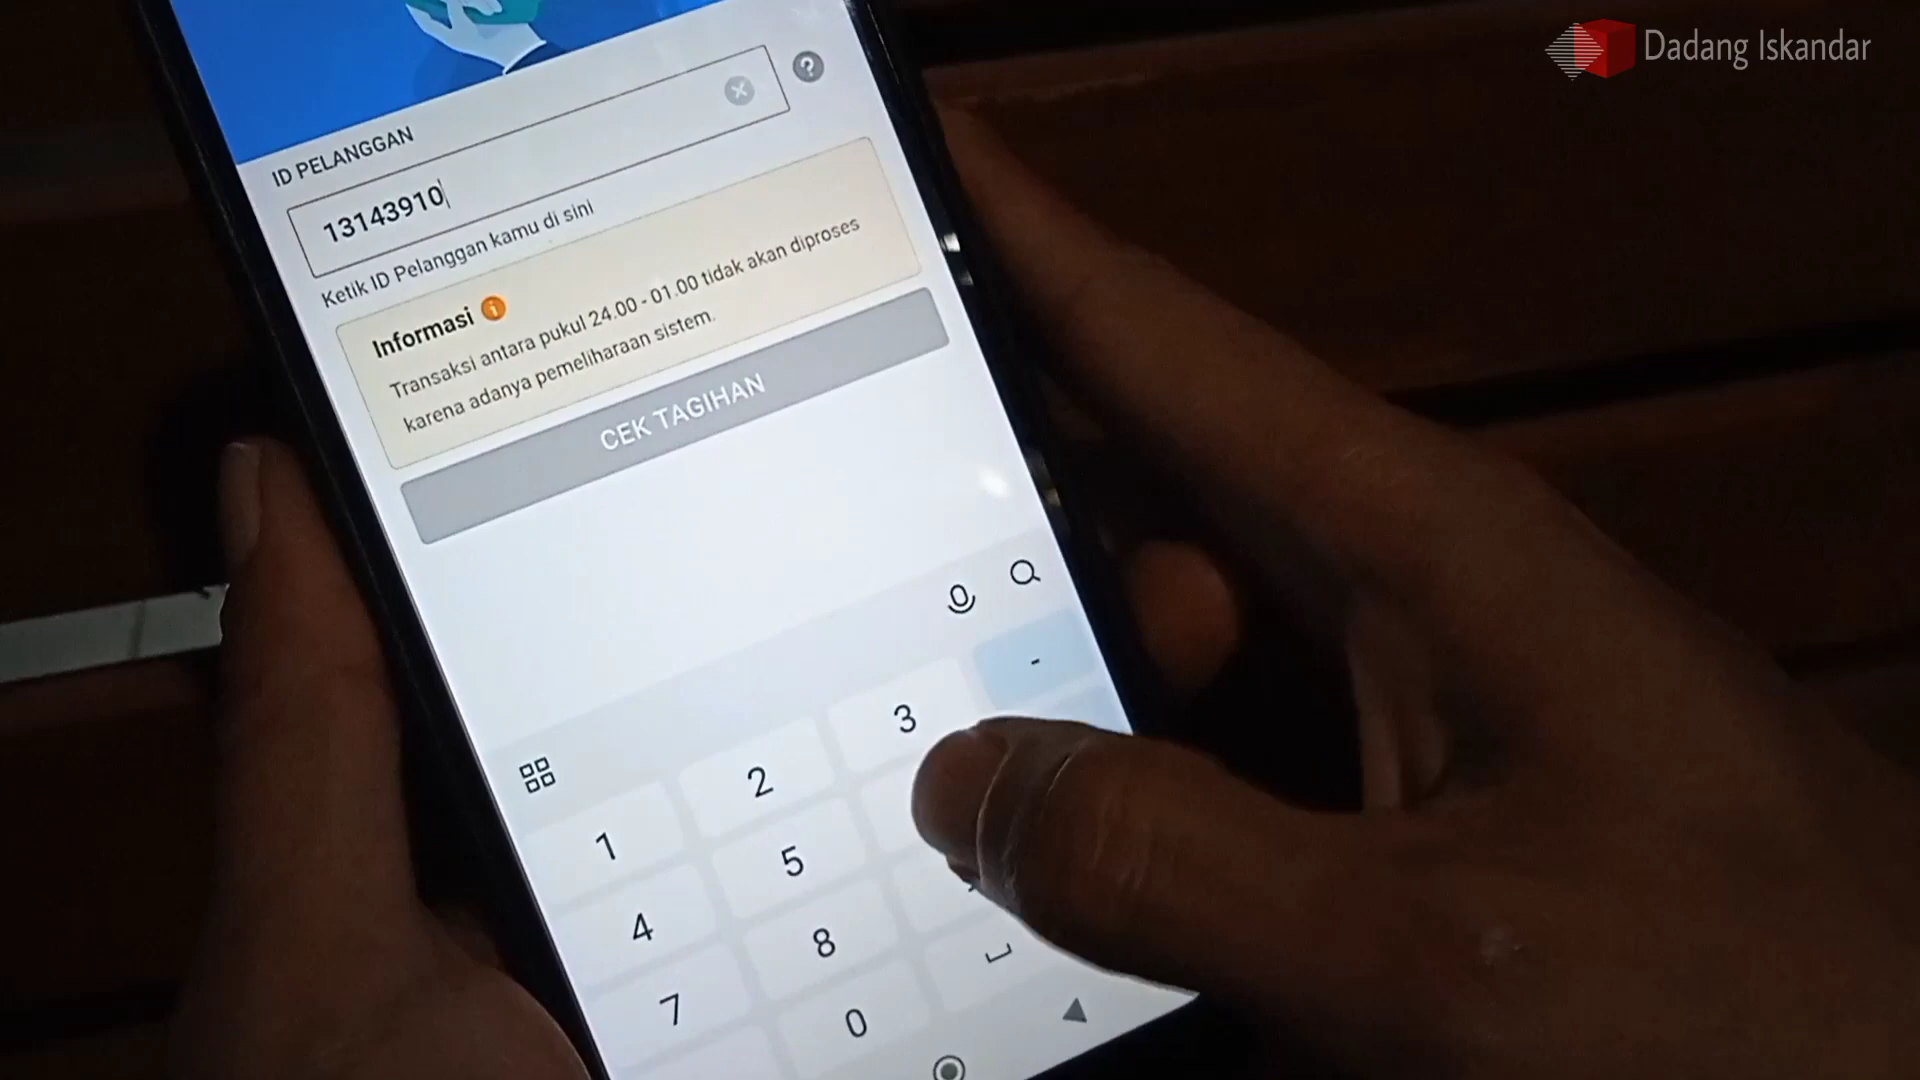 Dadang Iskandar
ID PELANGGAN
13143910
Ketik ID Pelanggan kamu di sini
Informasi
Transaksi antara pukul 24.00 - 01.00 tidak akan diproses
karena adanya pemeliharaan sistem.
CEK TAGIHAN
1 2 3 -
4 5
7 8
0